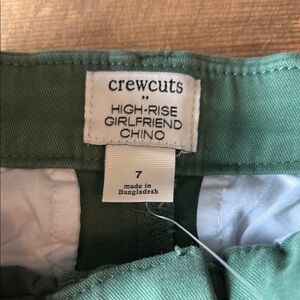 crewcuts
HIGH-RISE
GIRLFRIEND
CHINO
7
made in
Bangladesh